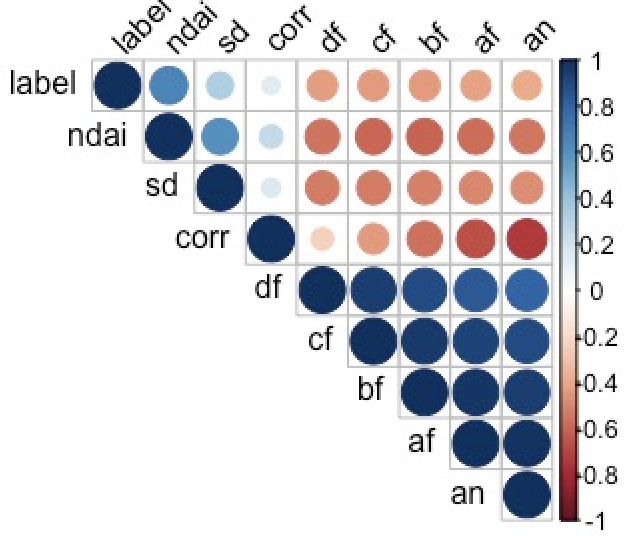 label ndai sd corr df cf bf af an
label
ndai
sd
corr
df
cf
bf
af
an
1
0.8
0.6
0.4
0.2
0
-0.2
-0.4
-0.6
-0.8
-1